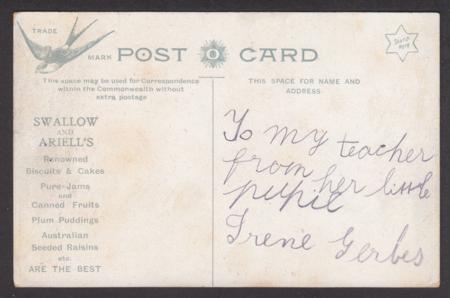 TRADE MARK
POST CARD
Stamp
Here
This space may be used for Correspondence
within the Commonwealth without
extra postage
THIS SPACE FOR NAME AND
ADDRESS
SWALLOW
AND
ARIELL'S
Renowned
Biscuits & Cakes
Pure-Jams
and
Canned Fruits
Plum Puddings
Australian
Seeded Raisins
etc.
ARE THE BEST
To my teacher
from her little
pupil
Irene Gerbes